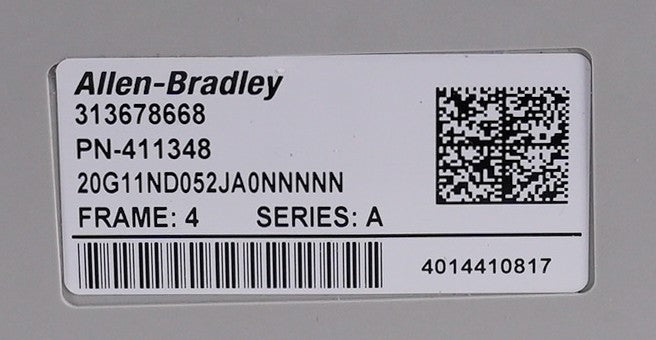 Allen-Bradley
313678668
PN-411348
20G11ND052JA0NNNNN
FRAME: 4 SERIES: A
4014410817